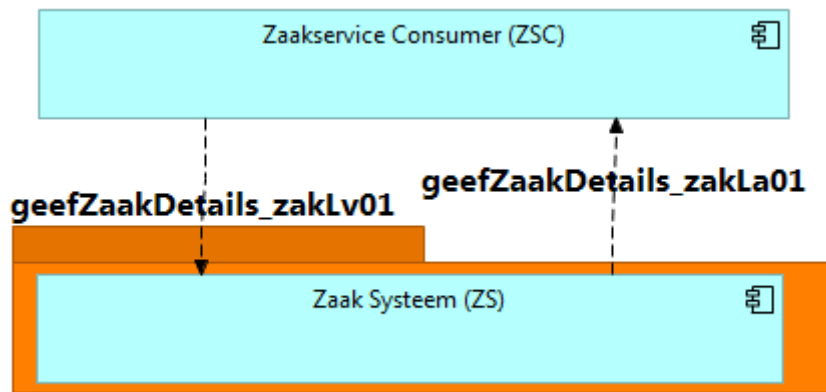 Zaakservice Consumer (ZSC)
geefZaakDetails_zakLa01
geefZaakDetails_zakLv01
Zaak Systeem (ZS)